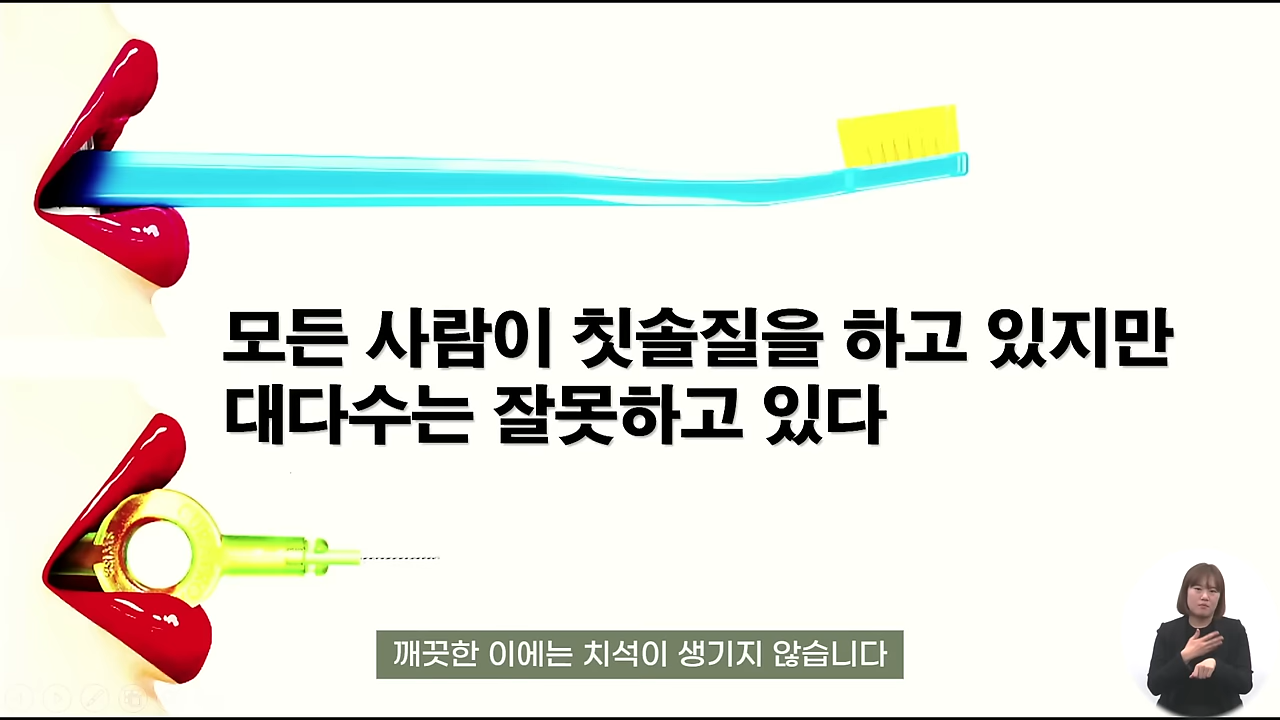 모든 사람이 칫솔질을 하고 있지만
대다수는 잘못하고 있다
깨끗한 이에는 치석이 생기지 않습니다